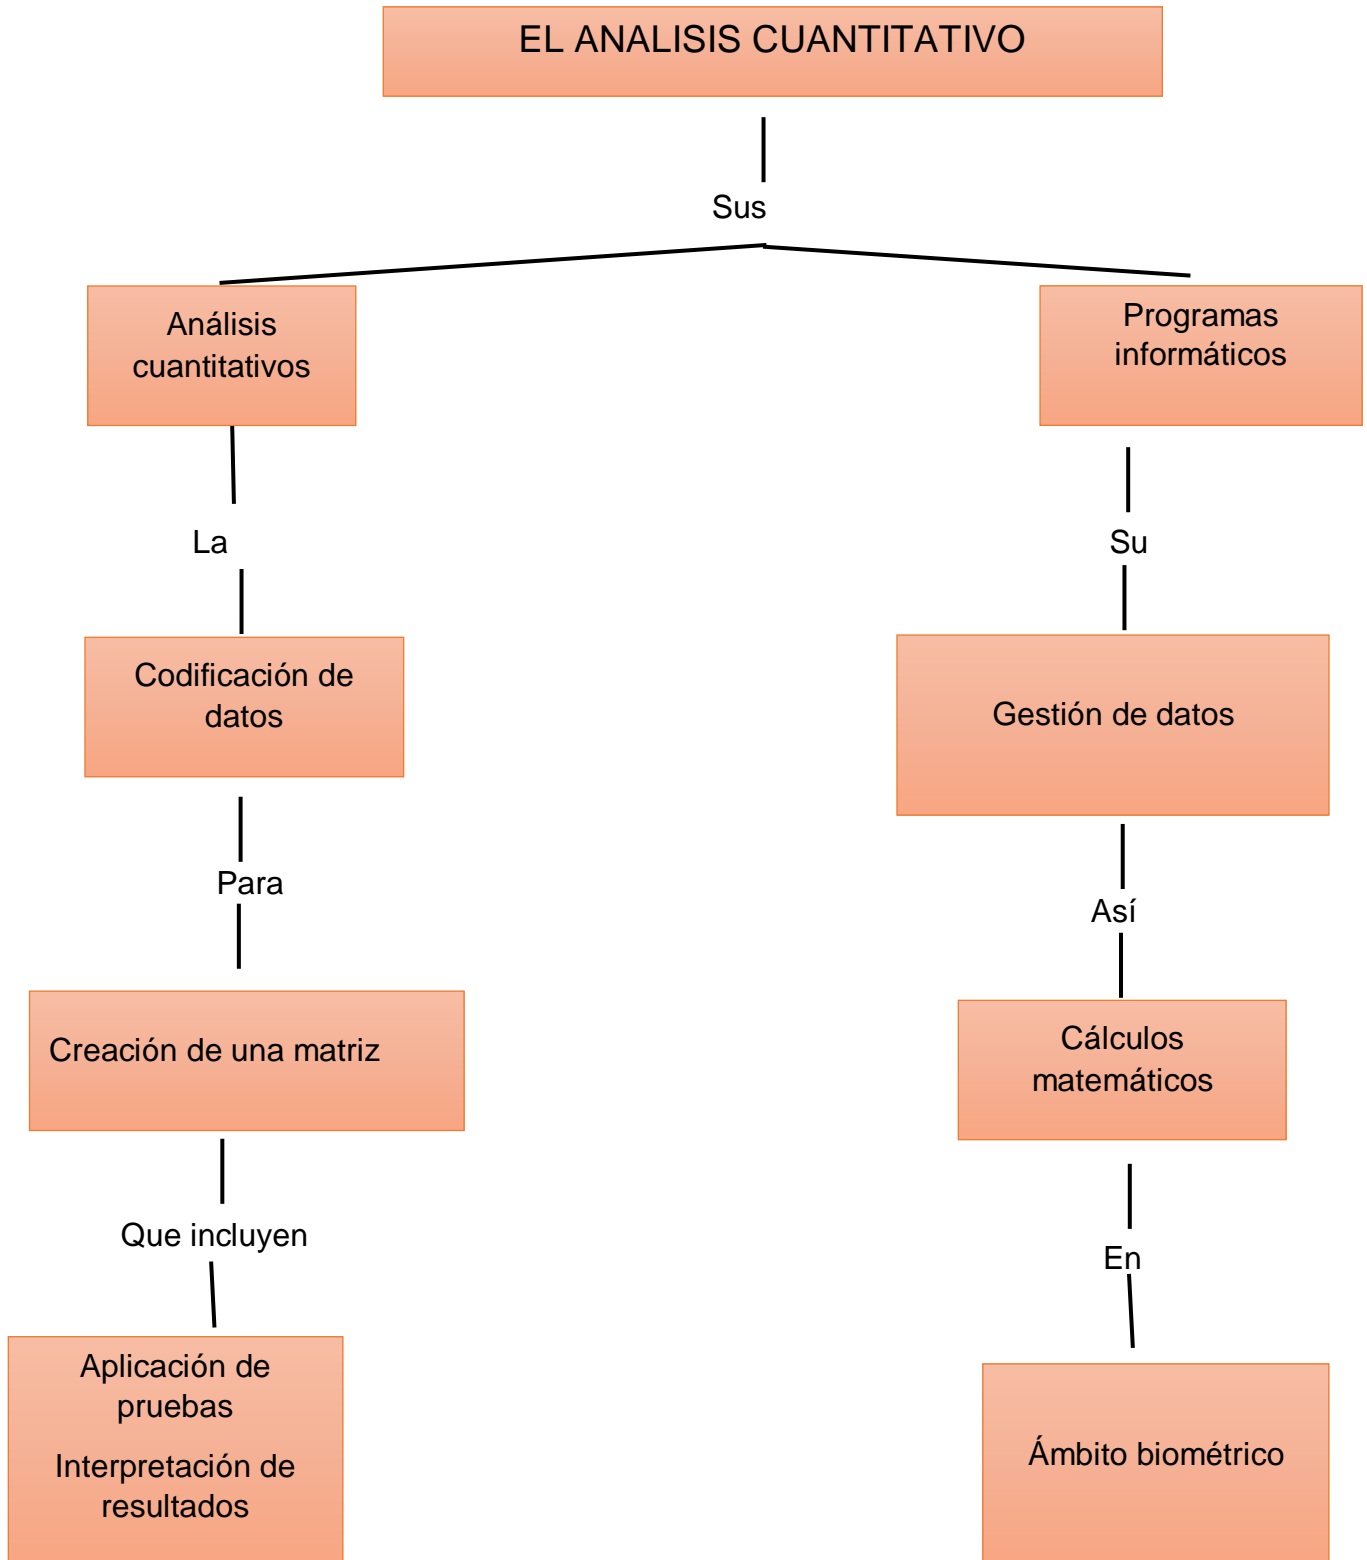 EL ANALISIS CUANTITATIVO
Sus
Análisis
cuantitativos
La
Codificación de
datos
Para
Creación de una matriz
Que incluyen
Aplicación de
pruebas
Interpretación de
resultados
Programas
informáticos
Su
Gestión de datos
Así
Cálculos
matemáticos
En
Ámbito biométrico